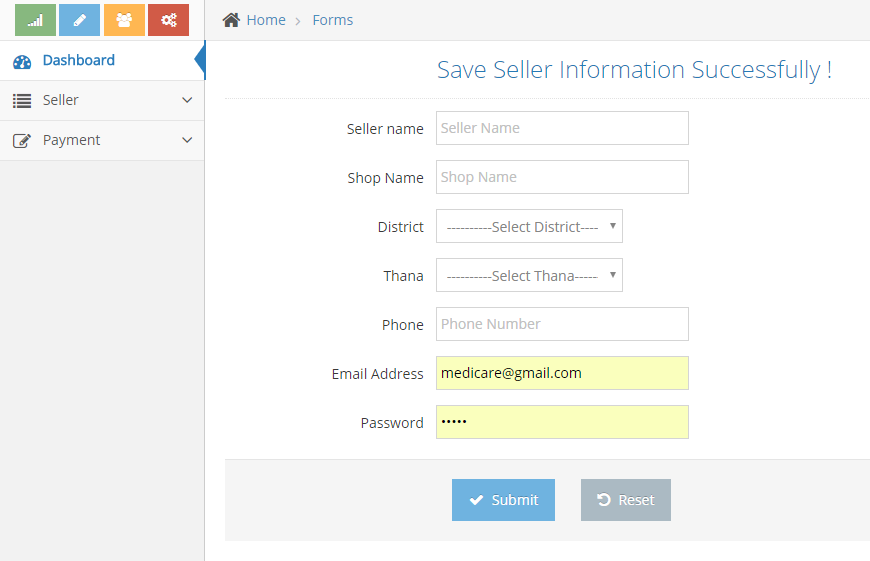 Home > Forms
Dashboard
Seller
Payment
Save Seller Information Successfully !
Seller name Seller Name
Shop Name Shop Name
District ----------Select District----
Thana ----------Select Thana-----
Phone Phone Number
Email Address medicare@gmail.com
Password •••••
Submit Reset